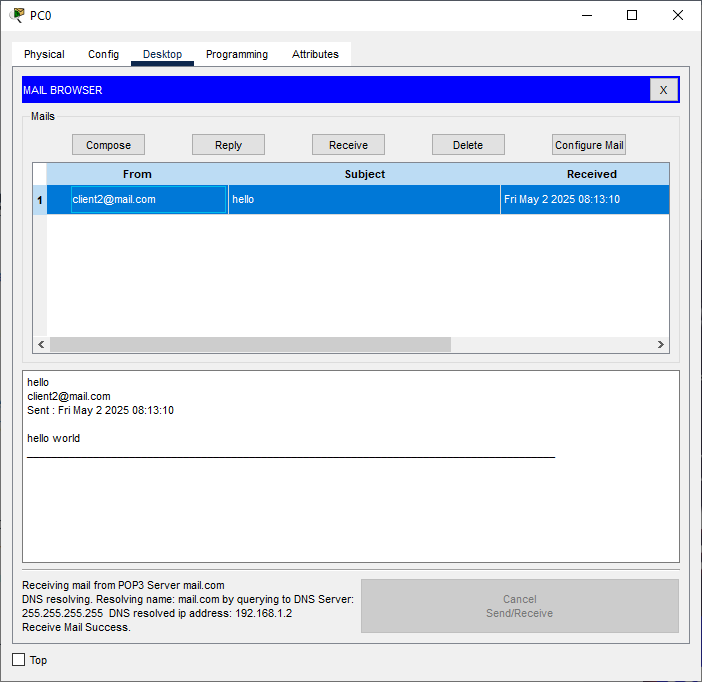 PC0
Physical Config Desktop Programming Attributes
MAIL BROWSER X
Mails
Compose Reply Receive Delete Configure Mail
From Subject Received
1 client2@mail.com hello Fri May 2 2025 08:13:10
hello
client2@mail.com
Sent : Fri May 2 2025 08:13:10
hello world
Receiving mail from POP3 Server mail.com
DNS resolving. Resolving name: mail.com by querying to DNS Server:
255.255.255.255 DNS resolved ip address: 192.168.1.2
Receive Mail Success.
Cancel
Send/Receive
Top